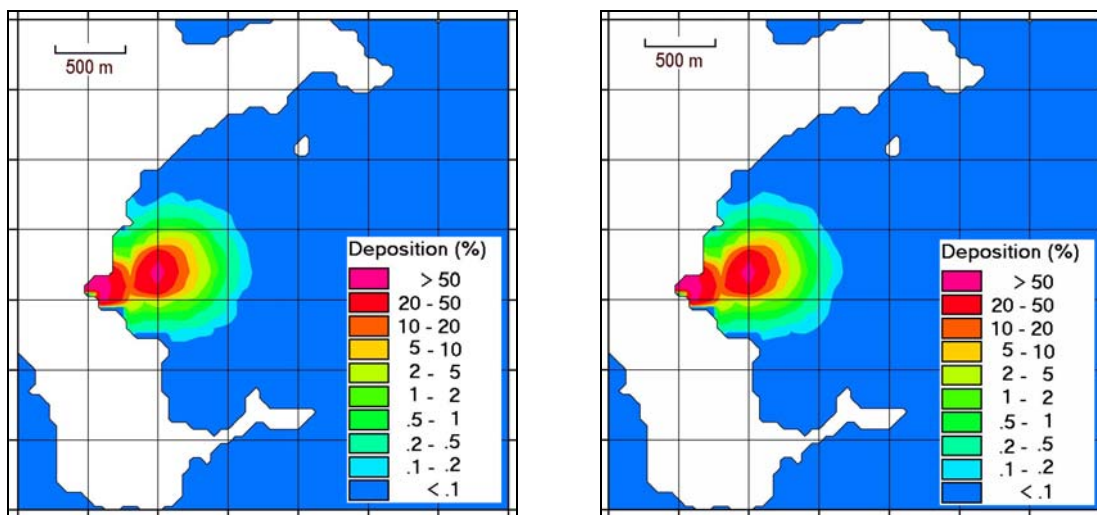 500 m
Deposition (%)
> 50
20 - 50
10 - 20
5 - 10
2 - 5
1 - 2
.5 - 1
.2 - .5
.1 - .2
< .1
500 m
Deposition (%)
> 50
20 - 50
10 - 20
5 - 10
2 - 5
1 - 2
.5 - 1
.2 - .5
.1 - .2
< .1